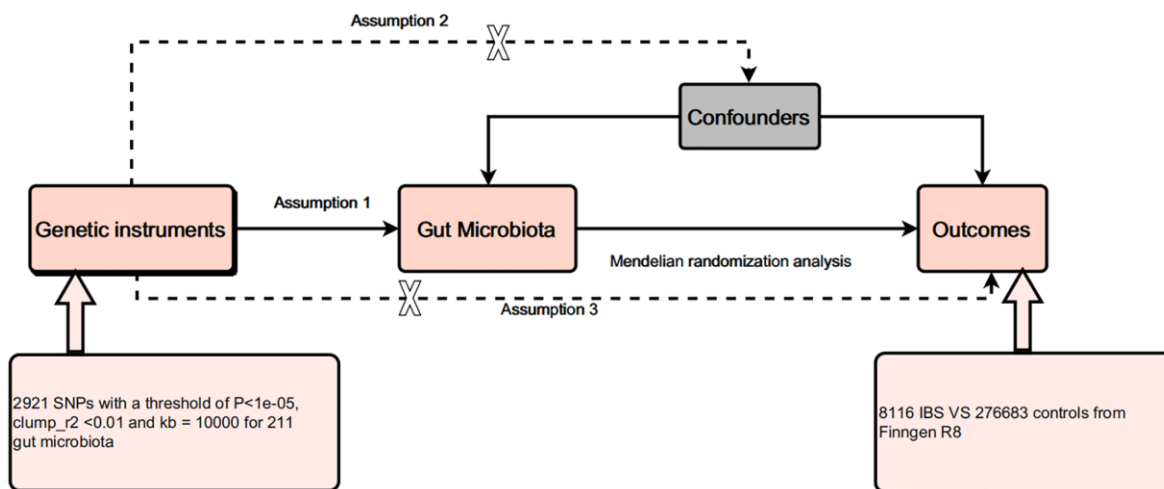 Assumption 2
Confounders
Genetic instruments
Assumption 1
Gut Microbiota
Outcomes
Mendelian randomization analysis
Assumption 3
2921 SNPs with a threshold of P<1e-05,
clump_r2 <0.01 and kb = 10000 for 211
gut microbiota
8116 IBS VS 276683 controls from
Finngen R8